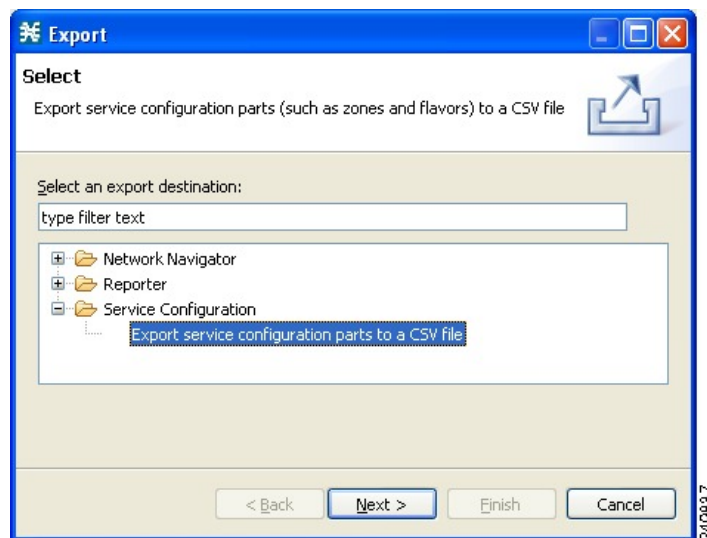 Export
Select
Export service configuration parts (such as zones and flavors) to a CSV file
Select an export destination:
type filter text
Network Navigator
Reporter
Service Configuration
Export service configuration parts to a CSV file
< Back
Next >
Finish
Cancel